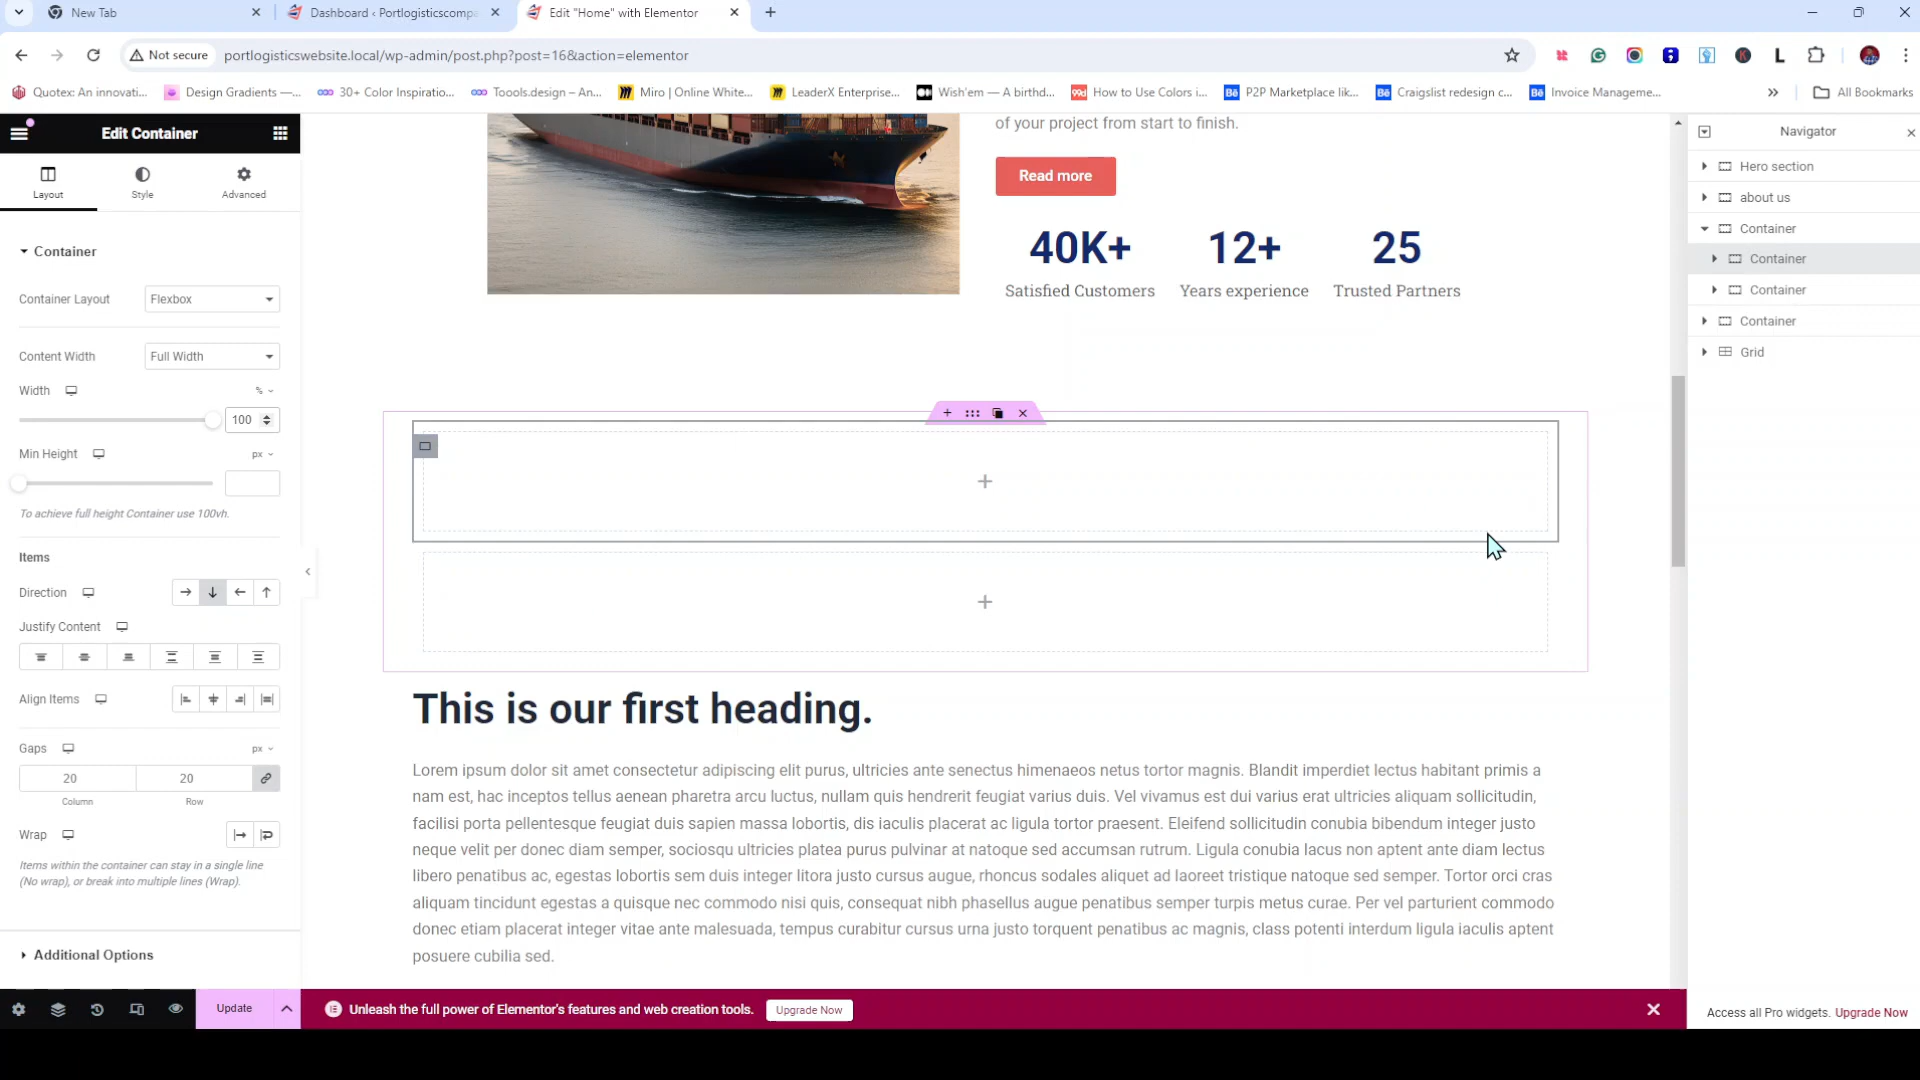 New Tab
Dashboard ‹ Portlogisticscompa
Edit "Home" with Elementor
Not secure
portlogisticswebsite.local/wp-admin/post.php?post=16&action=elementor
Quotex: An innovati...
Design Gradients —...
30+ Color Inspiratio...
Toools.design – An...
Miro | Online White...
LeaderX Enterprise...
Wish'em — A birthd...
How to Use Colors i...
P2P Marketplace lik...
Craigslist redesign c...
Invoice Manageme...
All Bookmarks
Edit Container
Layout
Style
Advanced
Container
Container Layout
Flexbox
Content Width
Full Width
Width
%
100
Min Height
px
To achieve full height Container use 100vh.
Items
Direction
Justify Content
Align Items
Gaps
px
20
20
Column
Row
Wrap
Items within the container can stay in a single line
(No wrap), or break into multiple lines (Wrap).
Additional Options
Update
of your project from start to finish.
Read more
40K+
12+
25
Satisfied Customers
Years experience
Trusted Partners
This is our first heading.
Lorem ipsum dolor sit amet consectetur adipiscing elit purus, ultricies ante senectus himenaeos netus tortor magnis. Blandit imperdiet lectus habitant primis a
nam est, hac inceptos tellus aenean pharetra arcu luctus, nullam quis hendrerit feugiat varius duis. Vel vivamus est dui varius erat ultricies aliquam sollicitudin,
facilisi porta pellentesque feugiat duis sapien massa lobortis, dis iaculis placerat ac ligula tortor praesent. Eleifend sollicitudin conubia bibendum integer justo
neque velit per donec diam semper, sociosqu ultricies platea purus pulvinar at natoque sed accumsan rutrum. Ligula conubia lacus non aptent ante diam lectus
libero penatibus ac, egestas lobortis sem duis integer litora justo cursus augue, rhoncus sodales aliquet ad laoreet tristique natoque sed semper. Tortor orci cras
aliquam tincidunt egestas a quisque nec commodo nisi quis, consequat nibh phasellus augue penatibus semper turpis metus curae. Per vel parturient commodo
donec etiam placerat integer vitae ante malesuada, tempus curabitur cursus urna justo torquent penatibus ac magnis, class potenti interdum ligula iaculis aptent
posuere cubilia sed.
Unleash the full power of Elementor's features and web creation tools.
Upgrade Now
Navigator
Hero section
about us
Container
Container
Container
Container
Grid
Access all Pro widgets. Upgrade Now